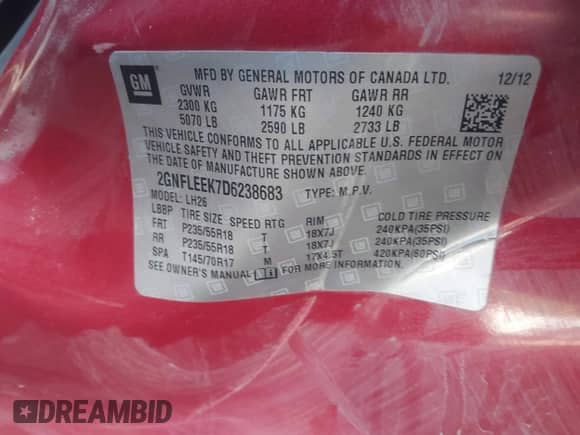 GM
MFD BY GENERAL MOTORS OF CANADA LTD. 12/12
GVWR GAWR FRT GAWR RR
2300 KG 1175 KG 1240 KG
5070 LB 2590 LB 2733 LB
THIS VEHICLE CONFORMS TO ALL APPLICABLE U.S. FEDERAL MOTOR
VEHICLE SAFETY AND THEFT PREVENTION STANDARDS IN EFFECT ON
THE DATE OF MANUFACTURE SHOWN ABOVE.
2GNFLEEK7D6238683 TYPE: M.P.V.
MODEL: LH26
LBBP TIRE SIZE SPEED RTG RIM COLD TIRE PRESSURE
FRT P235/55R18 T 18X7J 240KPA(35PSI)
RR P235/55R18 T 18X7J 240KPA(35PSI)
SPA T145/70R17 M 17X4.5T 420KPA(60PSI)
SEE OWNER'S MANUAL FOR MORE INFORMATION.
DREAMBID